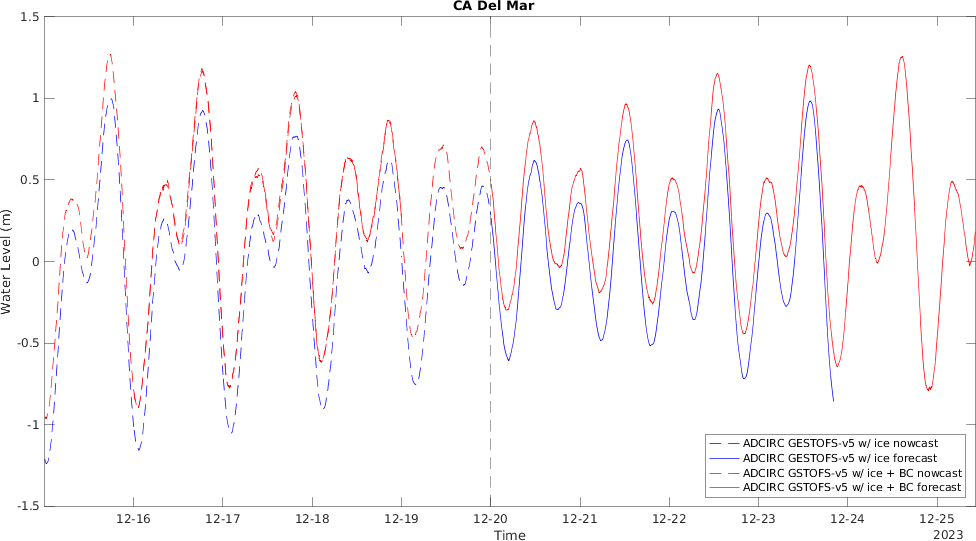 CA Del Mar
Water Level (m)
1.5
1
0.5
0
-0.5
-1
-1.5
12-16 12-17 12-18 12-19 12-20 12-21 12-22 12-23 12-24 12-25
Time
2023
ADCIRC GESTOFS-v5 w/ ice nowcast
ADCIRC GESTOFS-v5 w/ ice forecast
ADCIRC GSTOFS-v5 w/ ice + BC nowcast
ADCIRC GSTOFS-v5 w/ ice + BC forecast